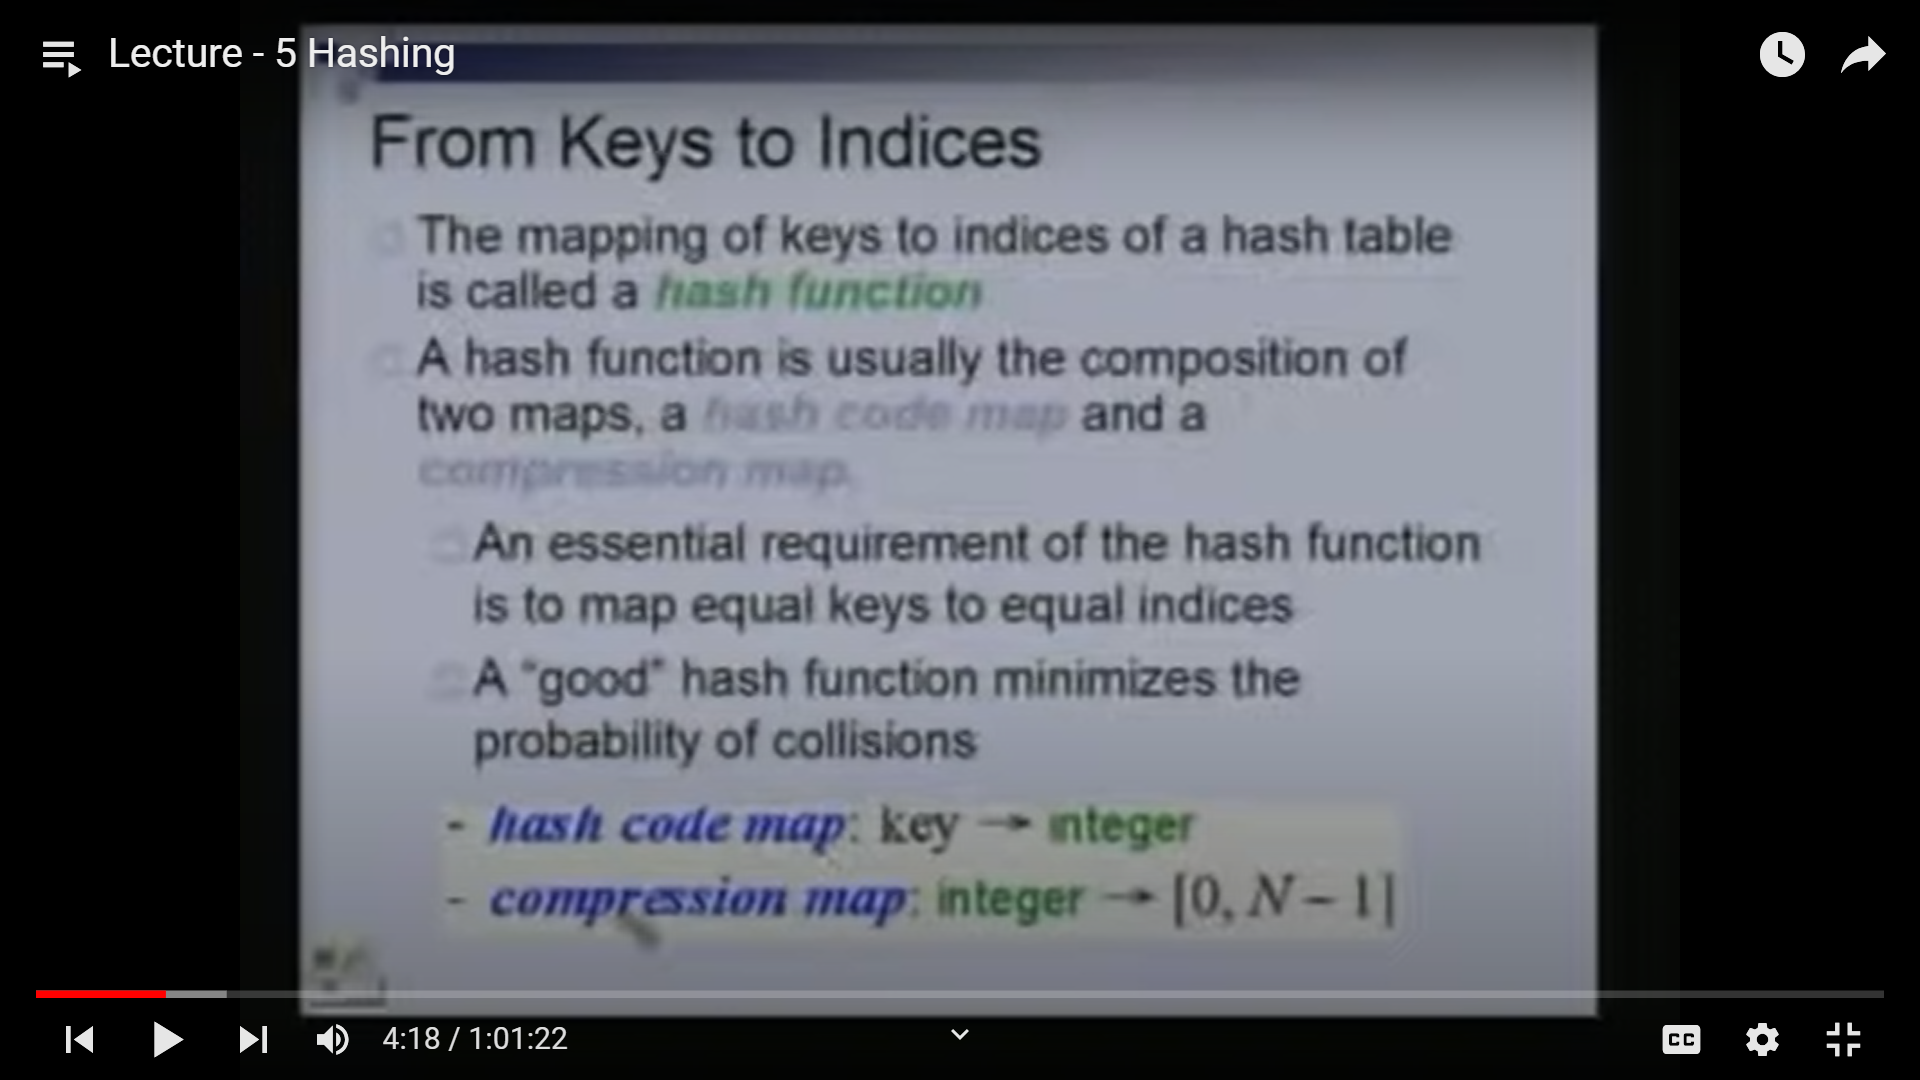 Lecture - 5 Hashing
From Keys to Indices
The mapping of keys to indices of a hash table
is called a hash function
A hash function is usually the composition of
two maps, a hash code map and a
compression map.
An essential requirement of the hash function
is to map equal keys to equal indices
A “good” hash function minimizes the
probability of collisions
- hash code map: key → integer
- compression map: integer → [0, N – 1]
4:18 / 1:01:22
CC